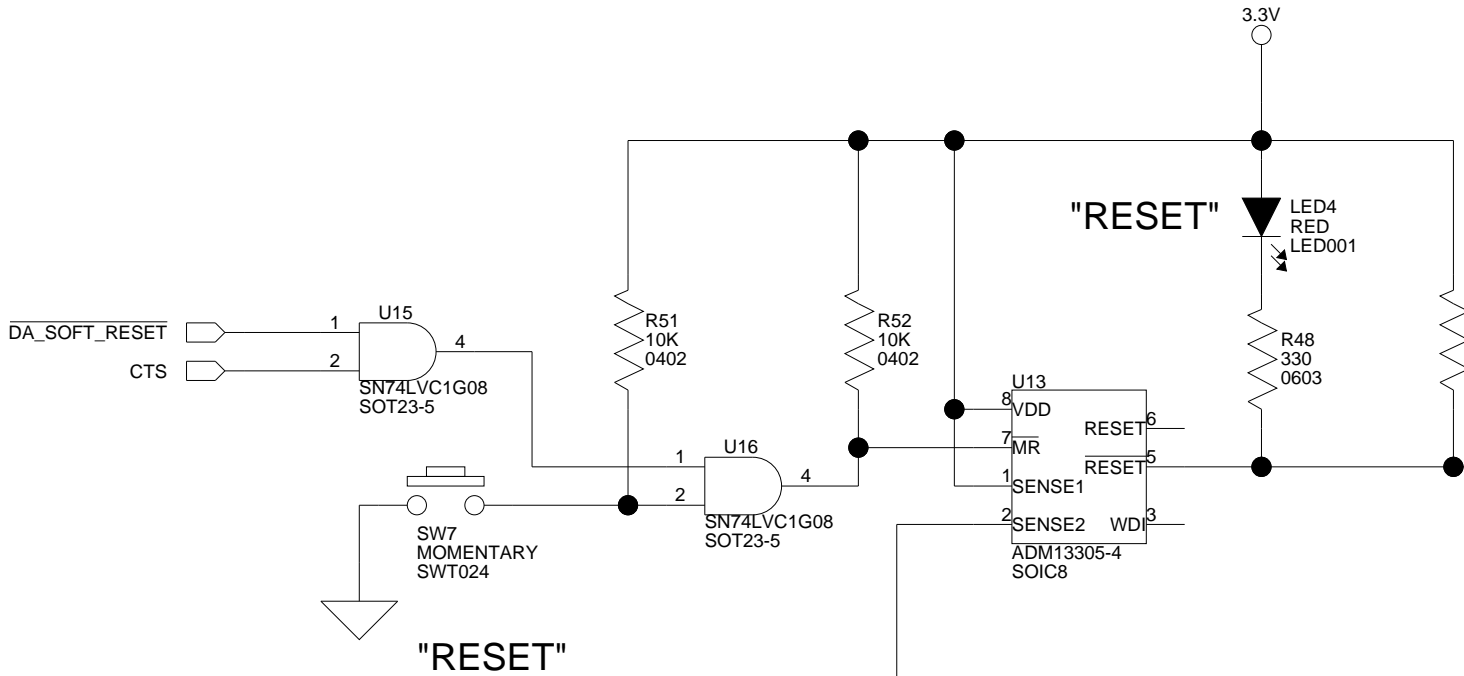 3.3V
"RESET"
LED4
RED
LED001
U15
DA_SOFT_RESET
1
CTS
2
4
SN74LVC1G08
SOT23-5
R51
10K
0402
R52
10K
0402
R48
330
0603
U13
8
VDD
7
MR
1
SENSE1
2
SENSE2
RESET
6
RESET
5
WDI
3
ADM13305-4
SOIC8
U16
1
2
4
SN74LVC1G08
SOT23-5
SW7
MOMENTARY
SWT024
"RESET"